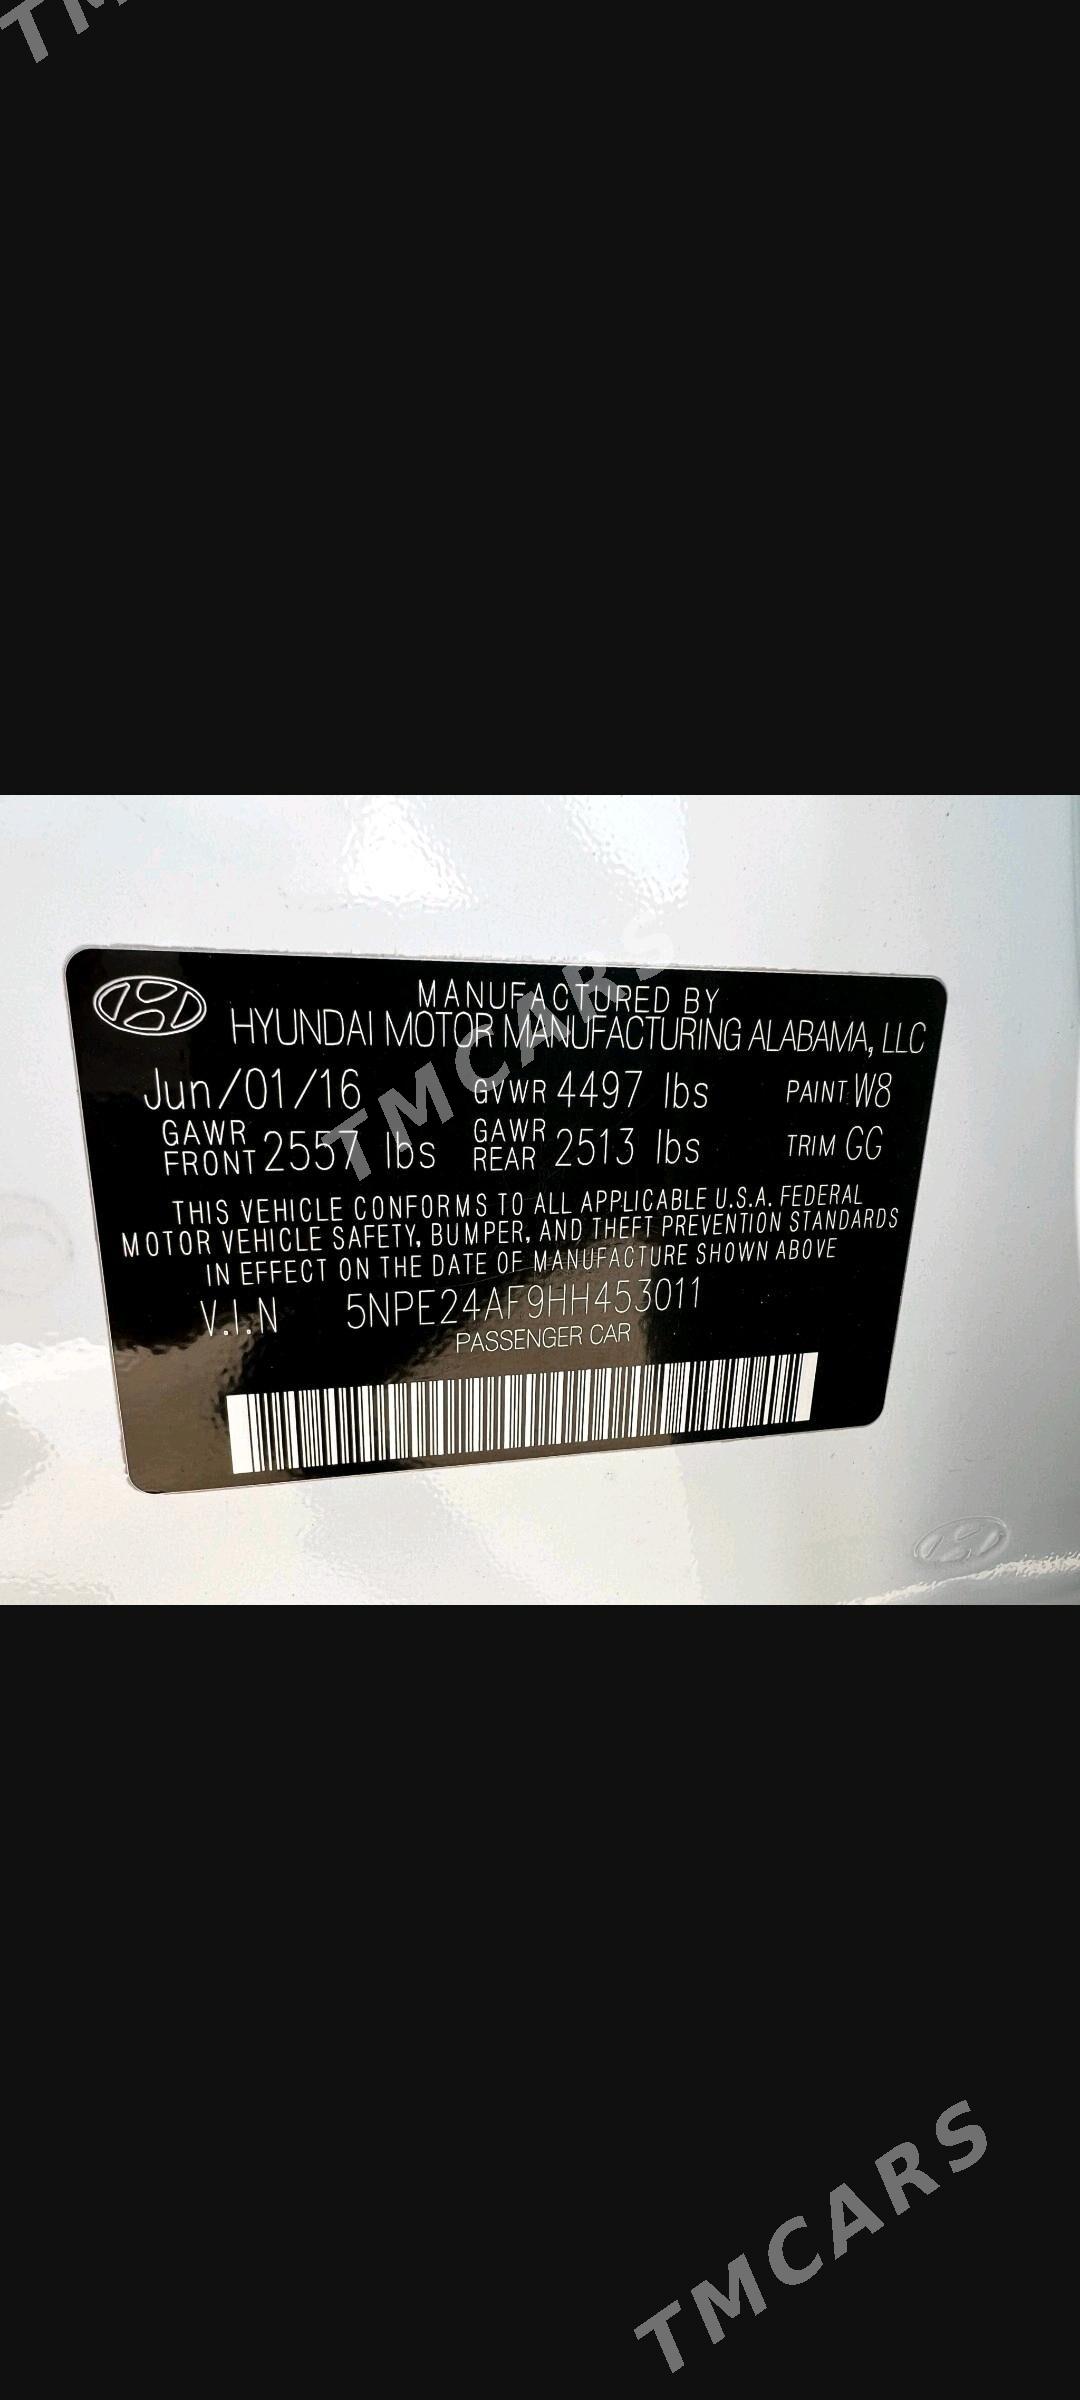 MANUFACTURED BY
HYUNDAI MOTOR MANUFACTURING ALABAMA, LLC
Jun/01/16 GVWR 4497 lbs PAINT W8
GAWR FRONT 2557 lbs GAWR REAR 2513 lbs TRIM GG
THIS VEHICLE CONFORMS TO ALL APPLICABLE U.S.A. FEDERAL
MOTOR VEHICLE SAFETY, BUMPER, AND THEFT PREVENTION STANDARDS
IN EFFECT ON THE DATE OF MANUFACTURE SHOWN ABOVE
V.I.N 5NPE24AF9HH453011
PASSENGER CAR
TMCARS
TMCARS